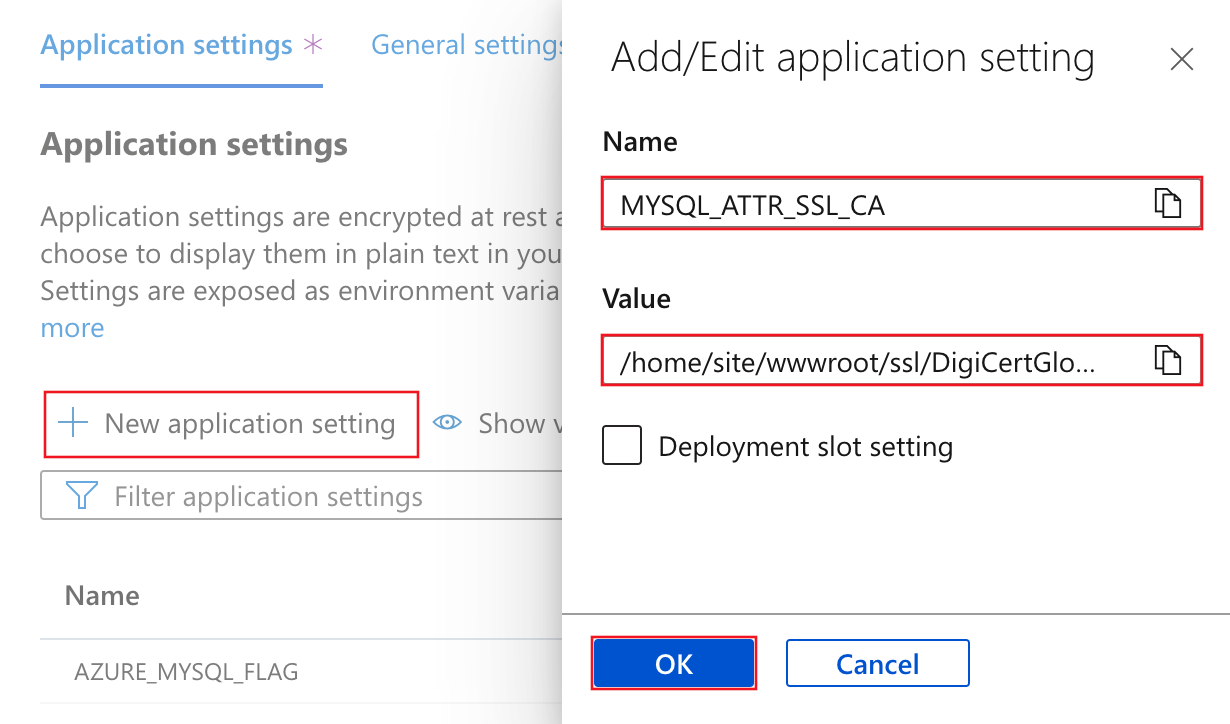 Application settings *
General settings
Application settings
Application settings are encrypted at rest a
choose to display them in plain text in you
Settings are exposed as environment varia
more
New application setting
Show v
Filter application settings
Name
AZURE_MYSQL_FLAG
Add/Edit application setting
Name
MYSQL_ATTR_SSL_CA
Value
/home/site/wwwroot/ssl/DigiCertGlo...
Deployment slot setting
OK
Cancel